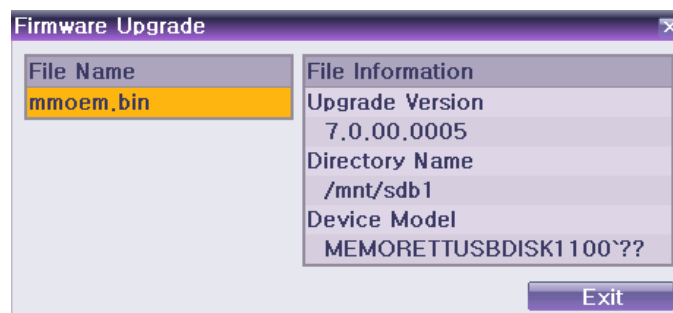 Firmware Upgrade
File Name
mmoem.bin
File Information
Upgrade Version
7.0.00.0005
Directory Name
/mnt/sdb1
Device Model
MEMORETTUSBDISK1100`??
Exit